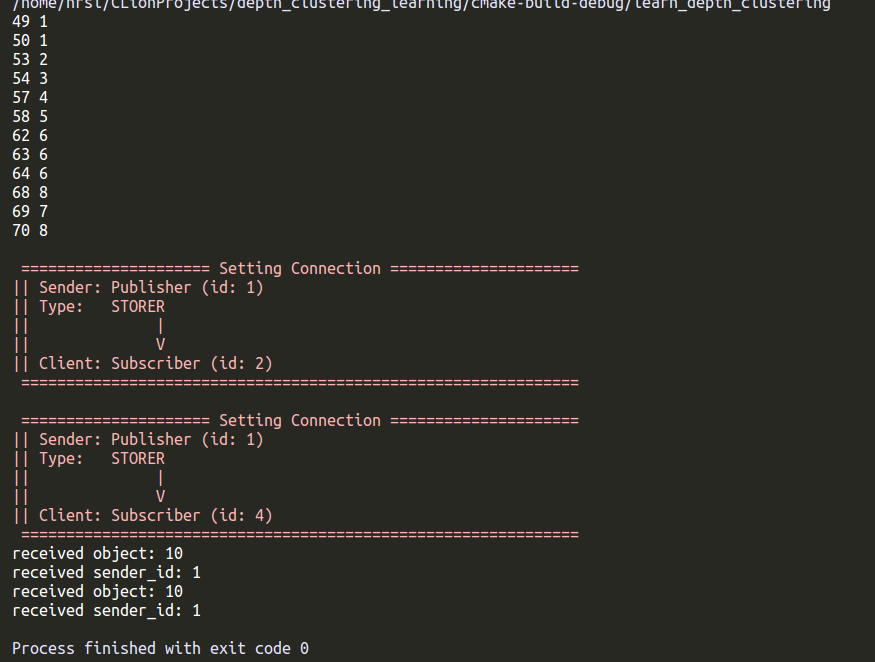 /home/hrsl/CLionProjects/depth_clustering_learning/cmake-build-debug/learn_depth_clustering
49 1
50 1
53 2
54 3
57 4
58 5
62 6
63 6
64 6
68 8
69 7
70 8
===================== Setting Connection =====================
|| Sender: Publisher (id: 1)
|| Type:   STORER
||              |
||              V
|| Client: Subscriber (id: 2)
==============================================================
===================== Setting Connection =====================
|| Sender: Publisher (id: 1)
|| Type:   STORER
||              |
||              V
|| Client: Subscriber (id: 4)
==============================================================
received object: 10
received sender_id: 1
received object: 10
received sender_id: 1
Process finished with exit code 0